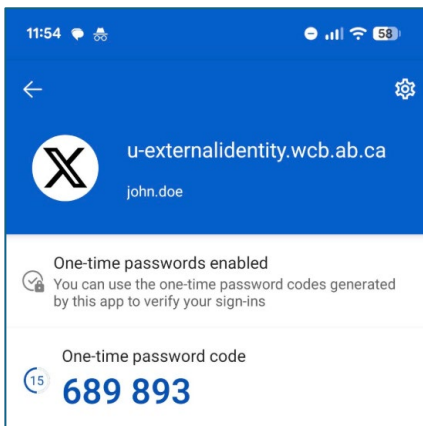 11:54
58
u-externalidentity.wcb.ab.ca
john.doe
One-time passwords enabled
You can use the one-time password codes generated
by this app to verify your sign-ins
One-time password code
15
689 893